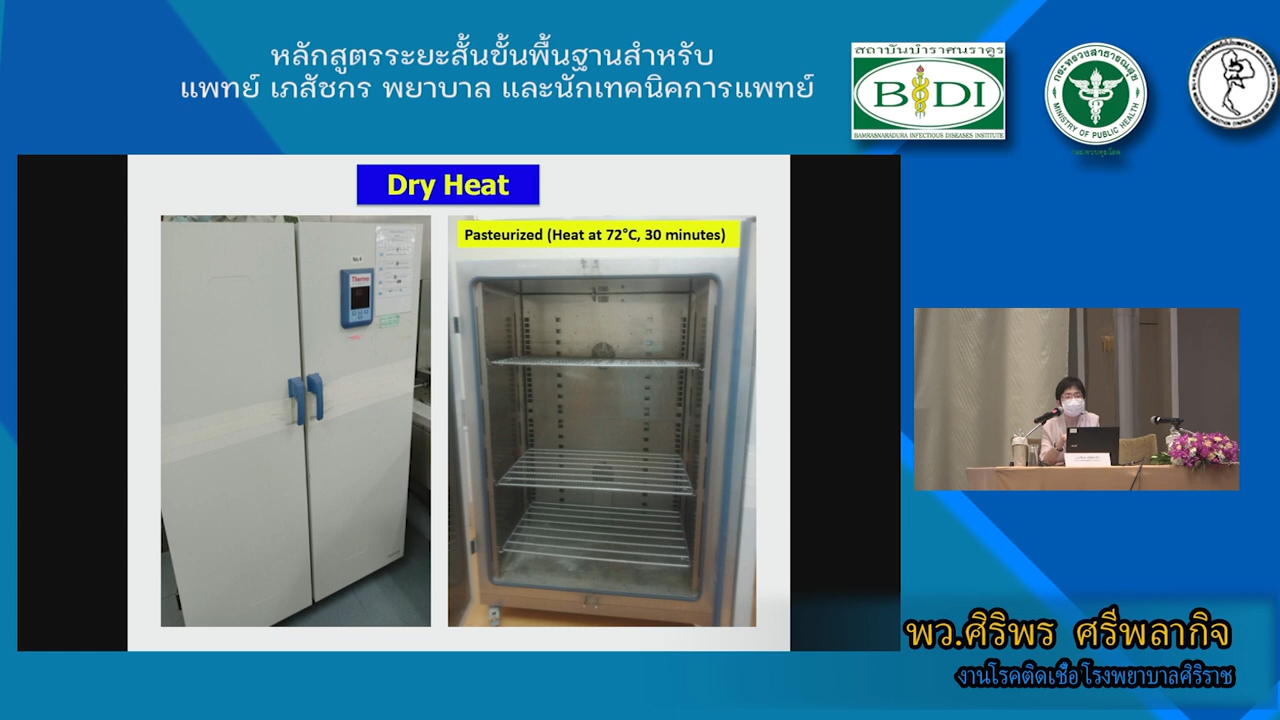 หลักสูตรระยะสั้นขั้นพื้นฐานสำหรับ
แพทย์ เภสัชกร พยาบาล และนักเทคนิคการแพทย์
สถาบันบำราศนราดูร
BIDI
BAMRASNARADURA INFECTIOUS DISEASES INSTITUTE
กระทรวงสาธารณสุข
MINISTRY OF PUBLIC HEALTH
Dry Heat
Pasteurized (Heat at 72°C, 30 minutes)
Thermo
พว.ศิริพร ศรีพลากิจ
งานโรคติดเชื้อ โรงพยาบาลศิริราช